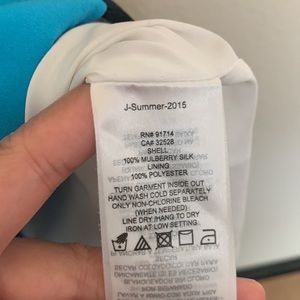 J-Summer-2015
RN# 91714
CA# 32528
SHELL
100% MULBERRY SILK
LINING
100% POLYESTER
TURN GARMENT INSIDE OUT
HAND WASH COLD SEPARATELY
ONLY NON-CHLORINE BLEACH
(WHEN NEEDED)
LINE DRY /HANG TO DRY
IRON AT LOW SETTING